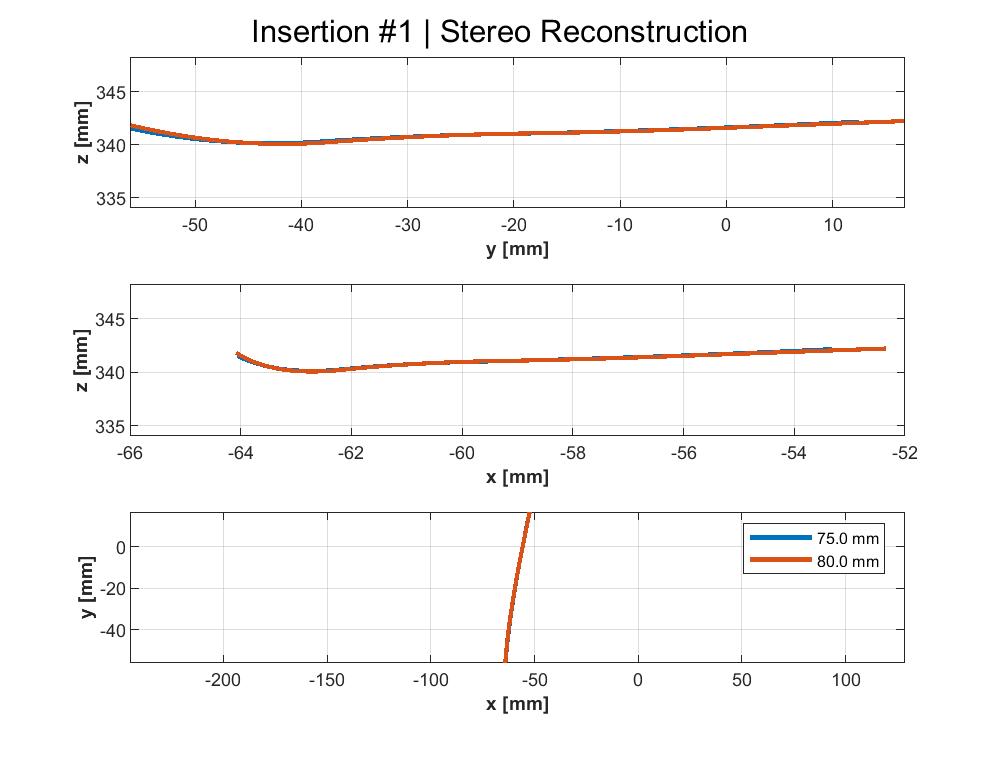 Insertion #1 | Stereo Reconstruction
345
340
335
z [mm]
-50 -40 -30 -20 -10 0 10
y [mm]
345
340
335
z [mm]
-66 -64 -62 -60 -58 -56 -54 -52
x [mm]
0
-20
-40
y [mm]
75.0 mm
80.0 mm
-200 -150 -100 -50 0 50 100
x [mm]